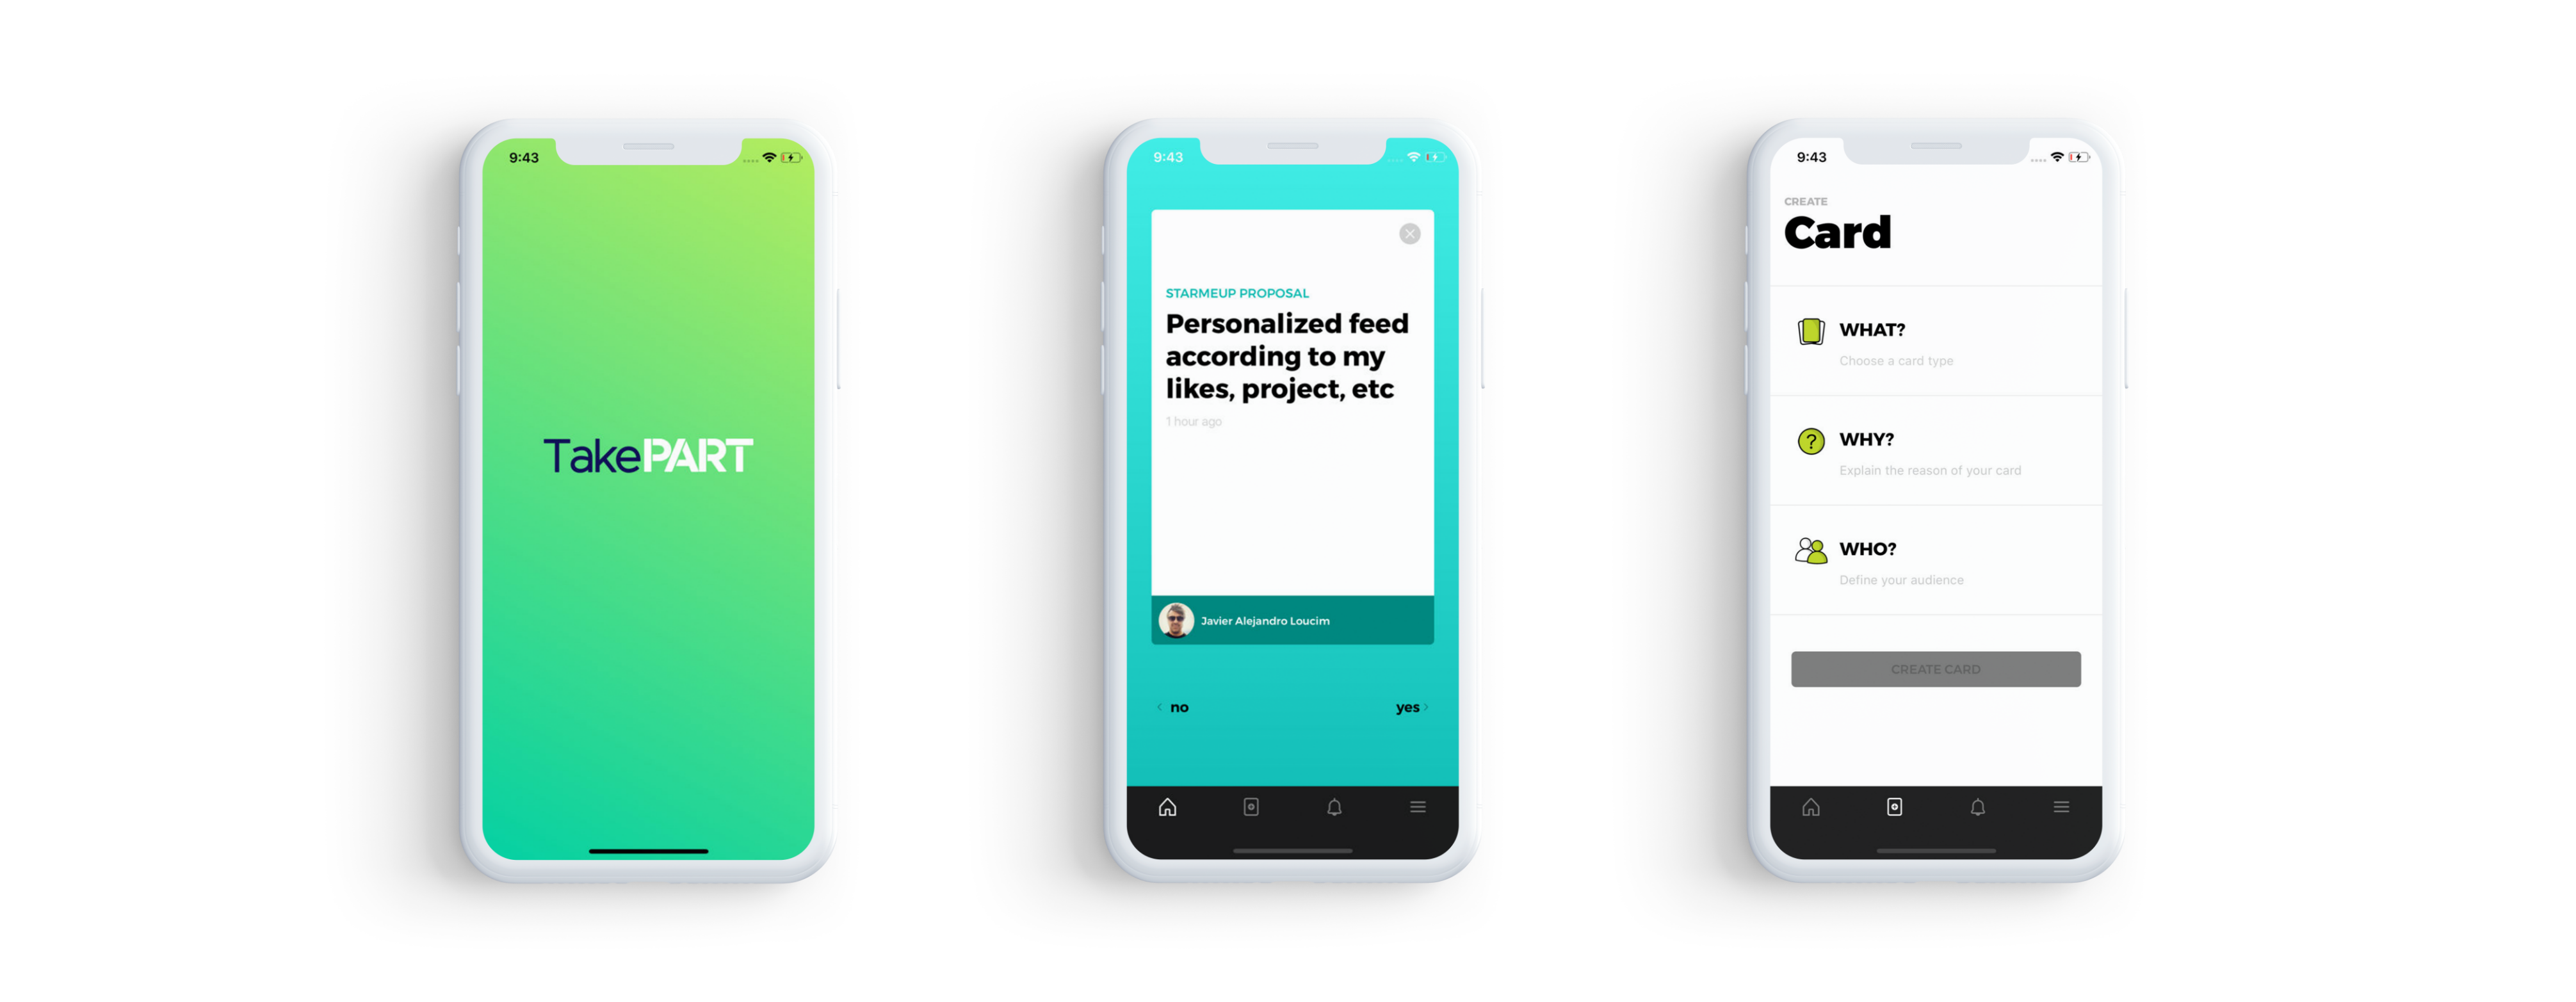 9:43
TakePART
9:43
STARMEUP PROPOSAL
Personalized feed
according to my
likes, project, etc
1 hour ago
Javier Alejandro Loucim
no
yes
9:43
CREATE
Card
WHAT?
Choose a card type
?
WHY?
Explain the reason of your card
WHO?
Define your audience
CREATE CARD